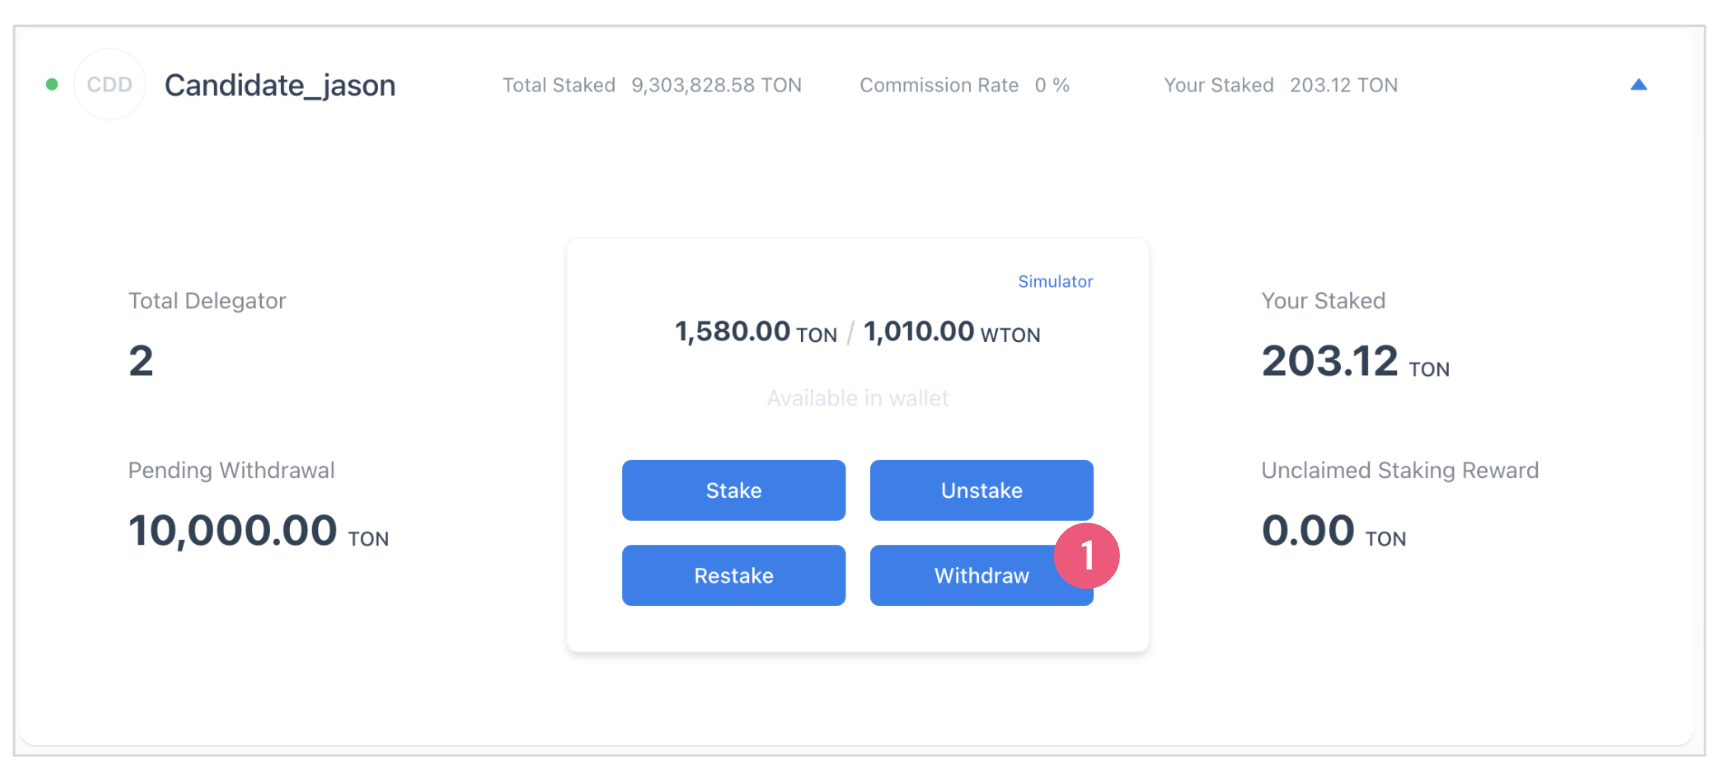 CDD Candidate_jason Total Staked 9,303,828.58 TON Commission Rate 0 % Your Staked 203.12 TON
Total Delegator
2
Pending Withdrawal
10,000.00 TON
Simulator
1,580.00 TON / 1,010.00 WTON
Available in wallet
Stake Unstake
Restake Withdraw 1
Your Staked
203.12 TON
Unclaimed Staking Reward
0.00 TON